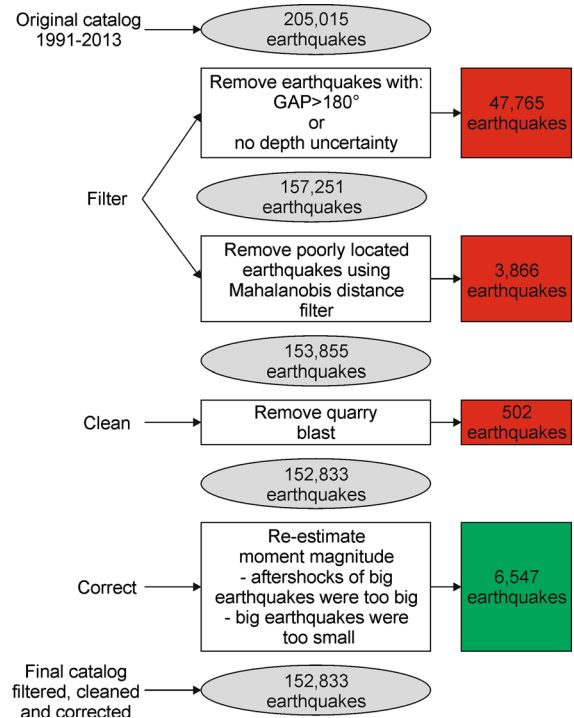 Original catalog
1991-2013
205,015
earthquakes
Remove earthquakes with:
GAP>180°
or
no depth uncertainty
47,765
earthquakes
157,251
earthquakes
Filter
Remove poorly located
earthquakes using
Mahalanobis distance
filter
3,866
earthquakes
153,855
earthquakes
Clean
Remove quarry
blast
502
earthquakes
152,833
earthquakes
Correct
Re-estimate
moment magnitude
- aftershocks of big
earthquakes were too big
- big earthquakes were
too small
6,547
earthquakes
Final catalog
filtered, cleaned
and corrected
152,833
earthquakes